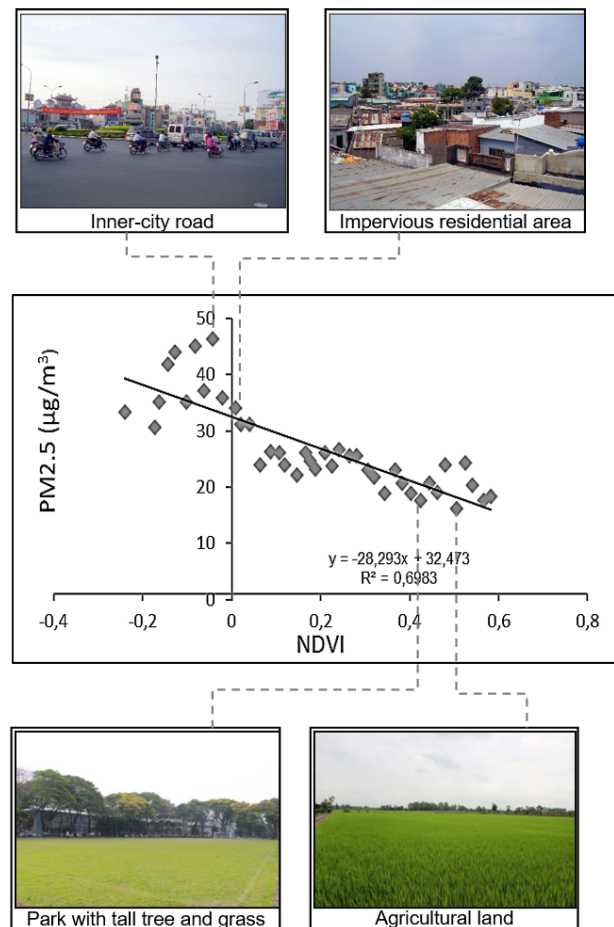 Inner-city road
Impervious residential area
PM2.5 (µg/m³)
50
40
30
20
10
0
y = -28,293x + 32,473
R² = 0,6983
-0,4
-0,2
0
0,2
0,4
0,6
0,8
NDVI
Park with tall tree and grass
Agricultural land